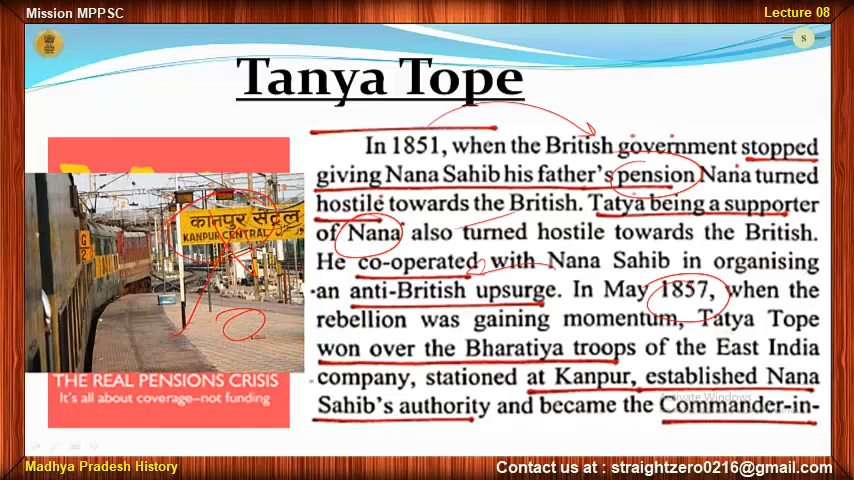 Mission MPPSC
Lecture 08
S
Tanya Tope
In 1851, when the British government stopped
giving Nana Sahib his father's pension Nana turned
hostile towards the British. Tatya being a supporter
of Nana also turned hostile towards the British.
He co-operated with Nana Sahib in organising
an anti-British upsurge. In May 1857, when the
rebellion was gaining momentum, Tatya Tope
won over the Bharatiya troops of the East India
company, stationed at Kanpur, established Nana
Sahib's authority and became the Commander-in-
कानपुर सेंट्रल
KANPUR CENTRAL
THE REAL PENSIONS CRISIS
It's all about coverage–not funding
Activate Windows
Madhya Pradesh History
Contact us at : straightzero0216@gmail.com